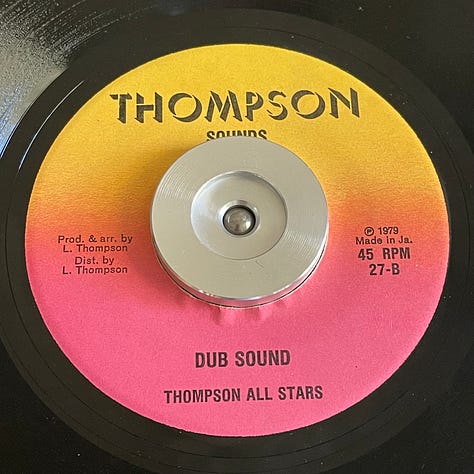 THOMPSON
SOUNDS
Prod. & arr. by
L. Thompson
Dist. by
L. Thompson
℗ 1979
Made in Ja.
45 RPM
27-B
DUB SOUND
THOMPSON ALL STARS